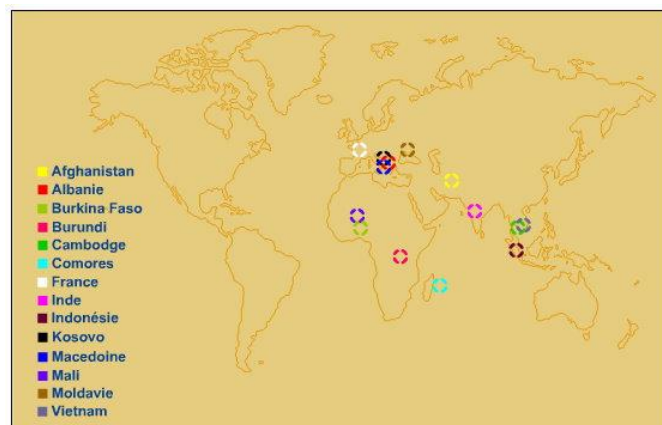 Afghanistan
Albanie
Burkina Faso
Burundi
Cambodge
Comores
France
Inde
Indonésie
Kosovo
Macedoine
Mali
Moldavie
Vietnam